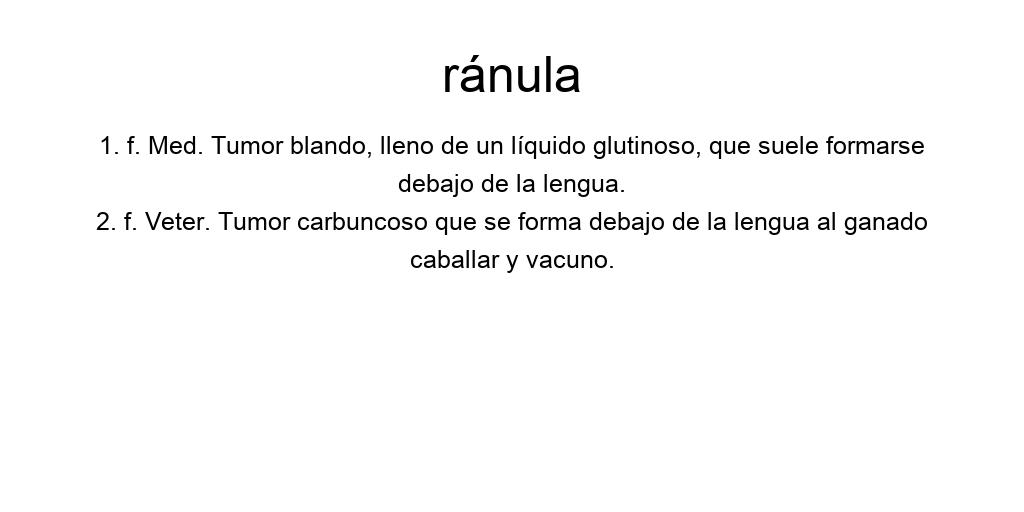 ránula
1. f. Med. Tumor blando, lleno de un líquido glutinoso, que suele formarse
debajo de la lengua.
2. f. Veter. Tumor carbuncoso que se forma debajo de la lengua al ganado
caballar y vacuno.